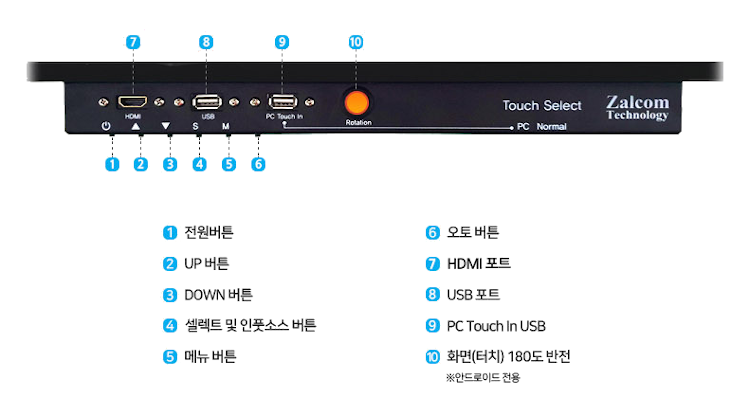 7 8 9 10
HDMI USB PC Touch In Rotation Touch Select Zalcom
Technology
S M PC Normal
1 2 3 4 5 6
1 전원버튼
2 UP 버튼
3 DOWN 버튼
4 셀렉트 및 인풋소스 버튼
5 메뉴 버튼
6 오토 버튼
7 HDMI 포트
8 USB 포트
9 PC Touch In USB
10 화면(터치) 180도 반전
※안드로이드 전용